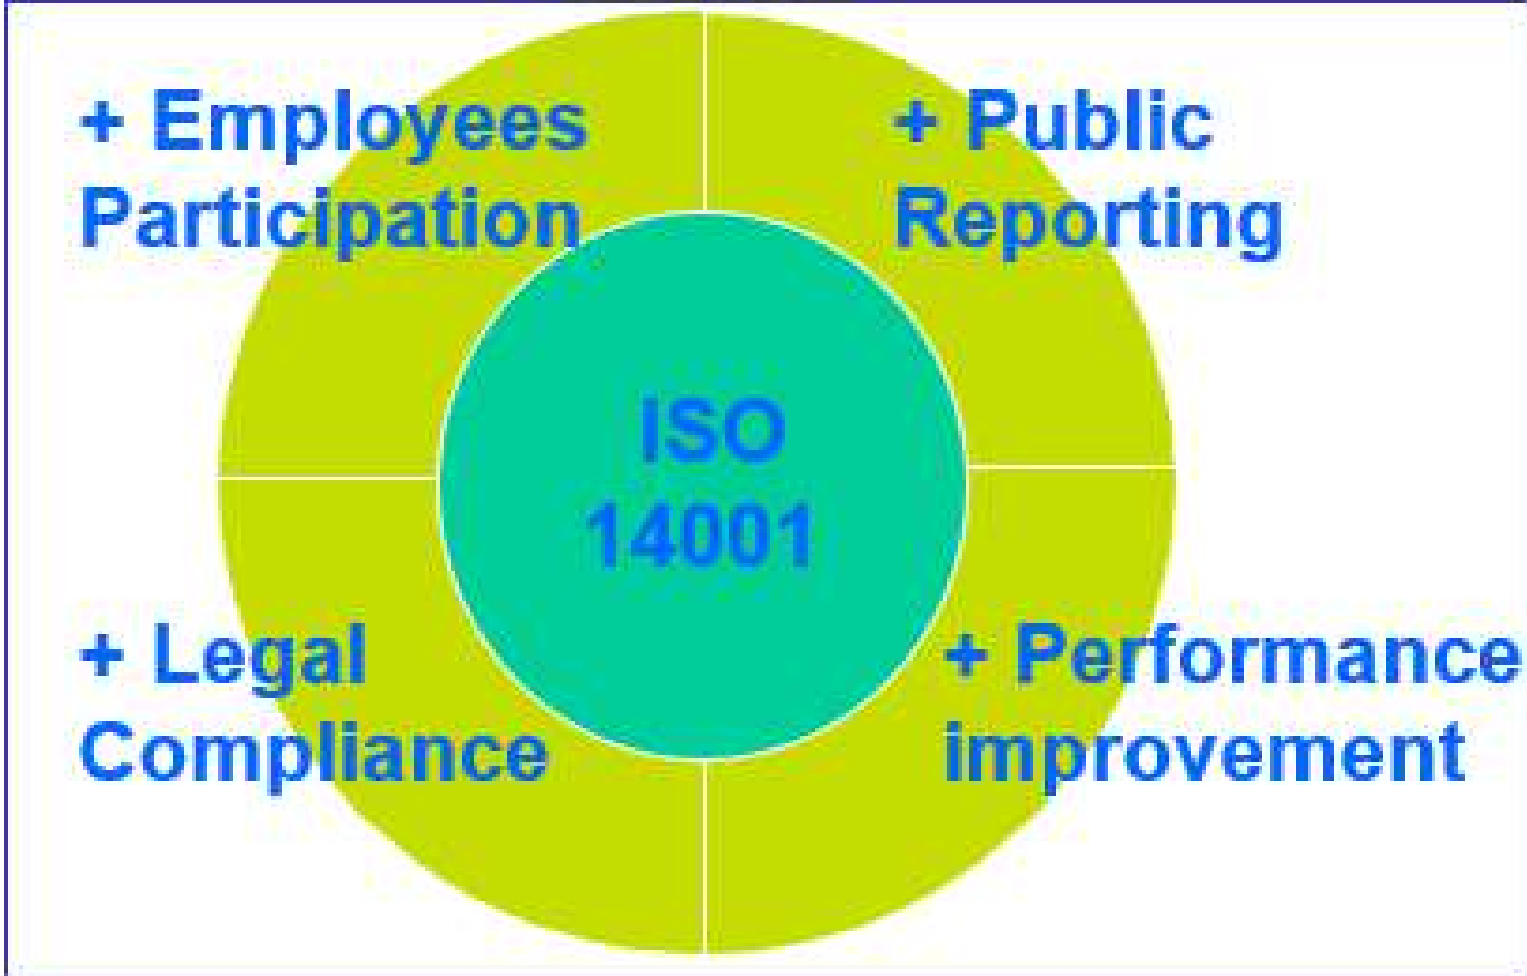 + Employees
Participation
+ Public
Reporting
ISO
14001
+ Legal
Compliance
+ Performance
improvement